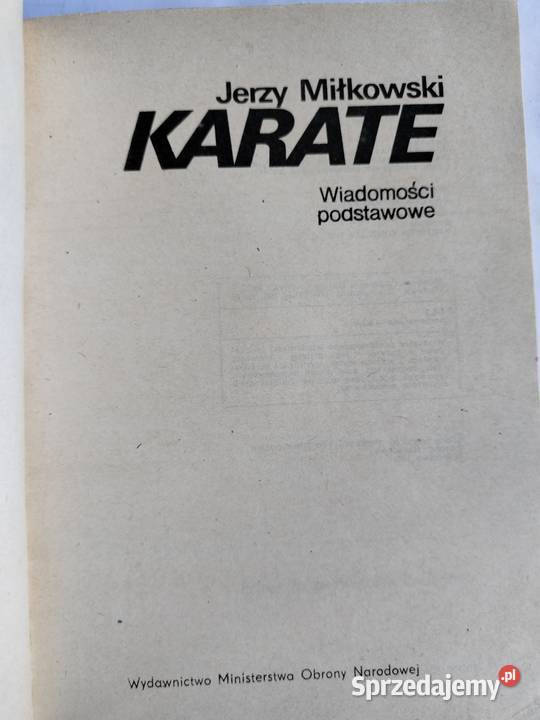 Jerzy Miłkowski
KARATE
Wiadomości
podstawowe
Wydawnictwo Ministerstwa Obrony Narodowej
Sprzedajemy.pl